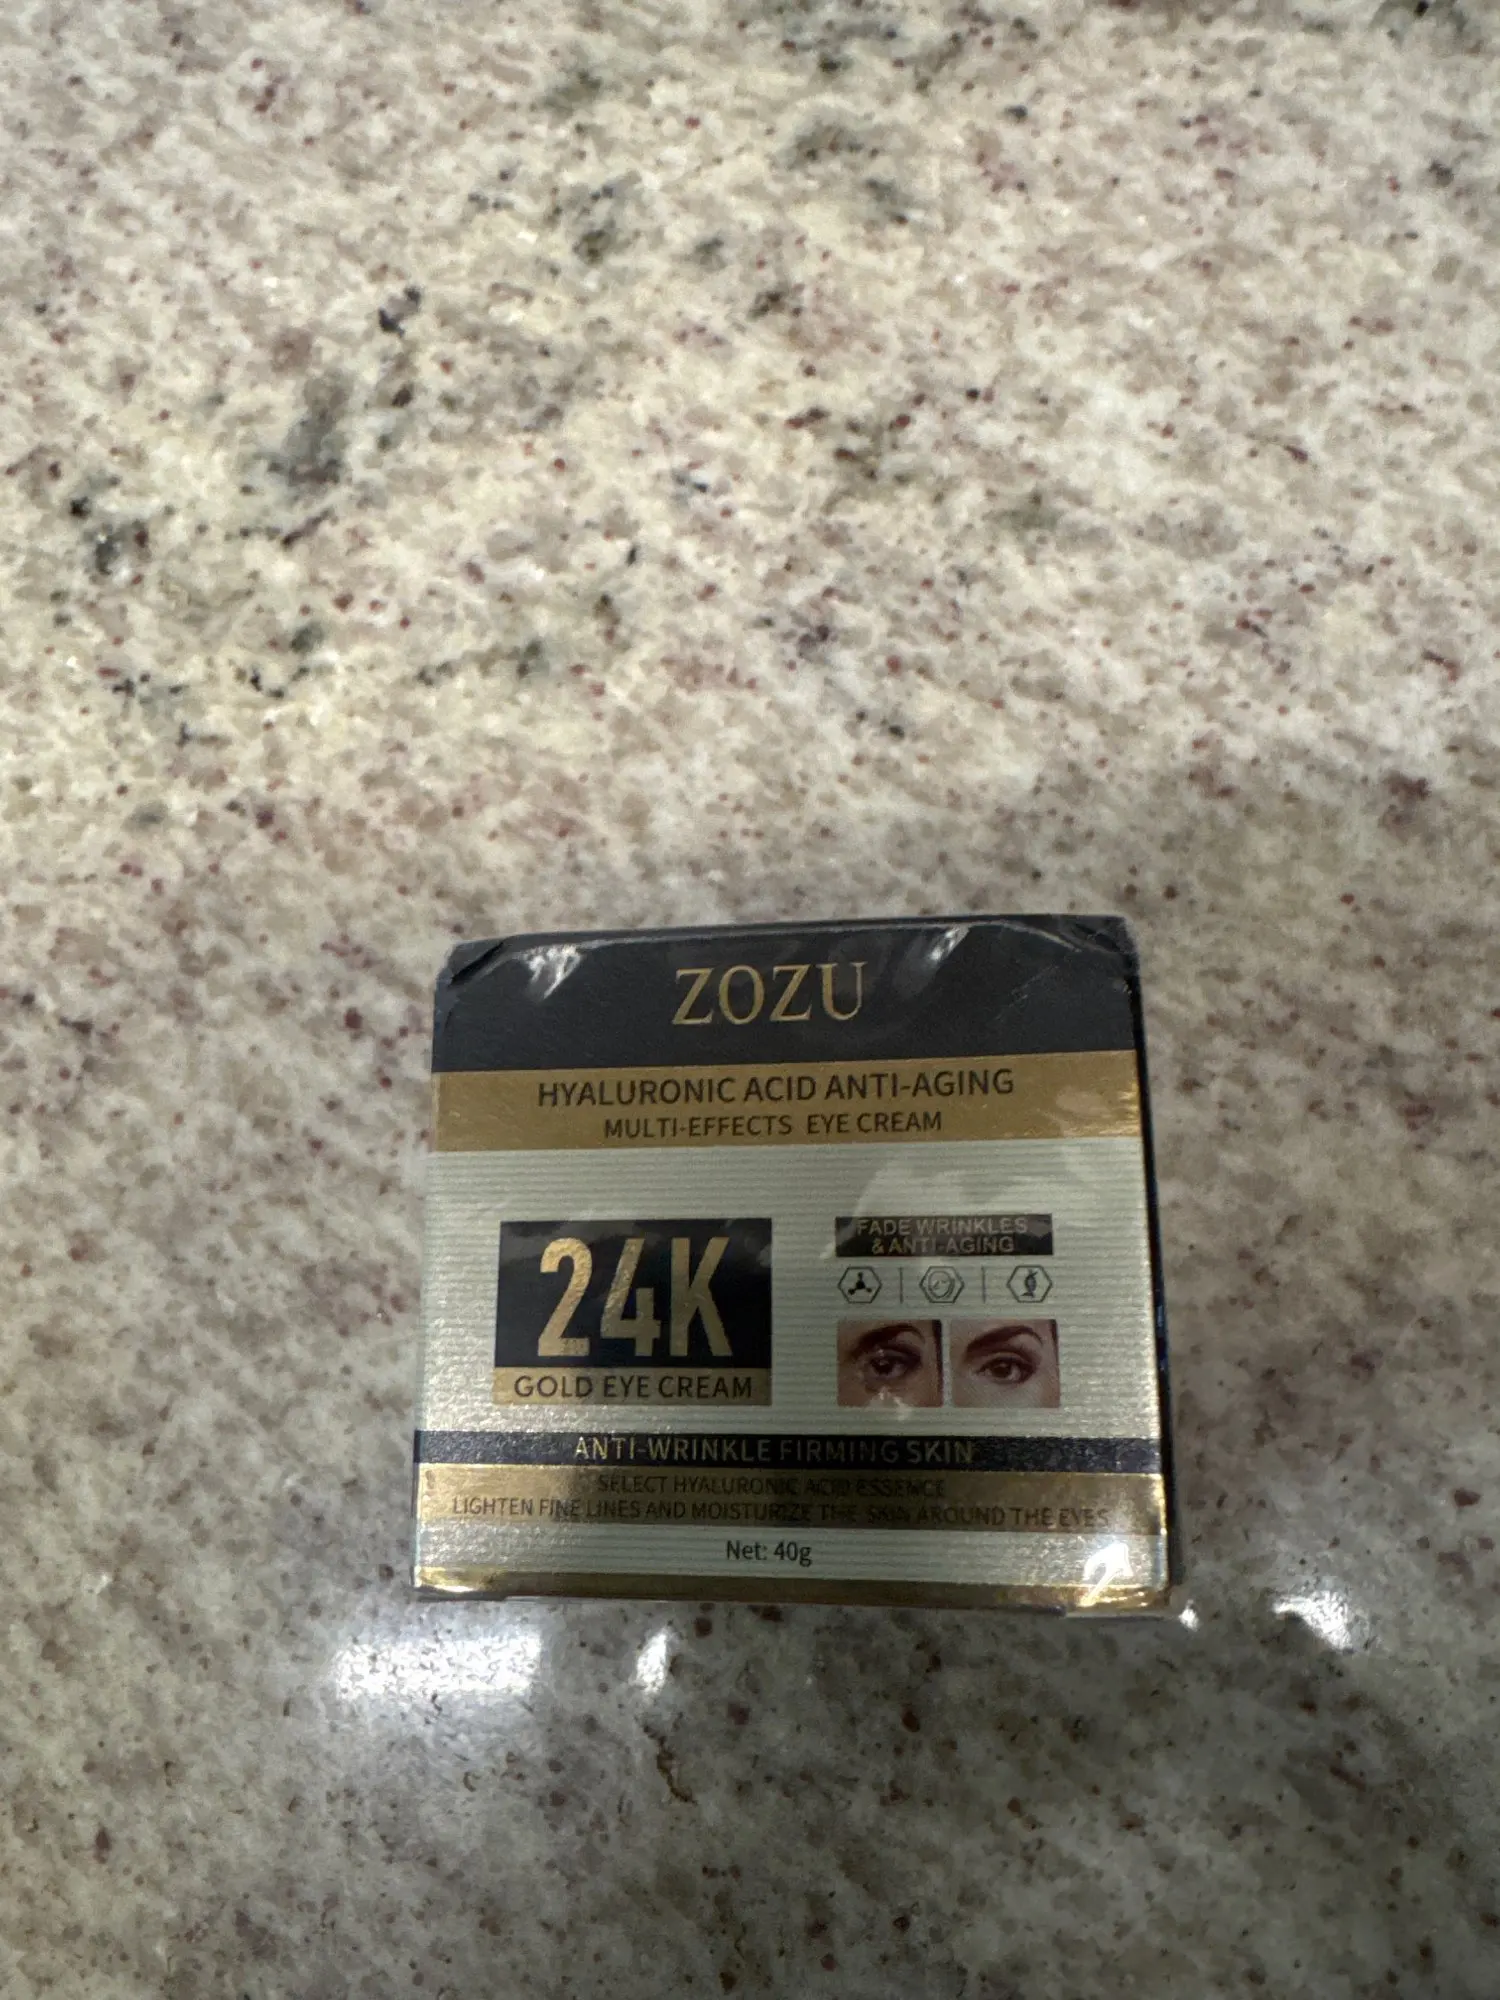 ZOZU
HYALURONIC ACID ANTI-AGING
MULTI-EFFECTS EYE CREAM
24K
GOLD EYE CREAM
FADE WRINKLES
& ANTI-AGING
ANTI-WRINKLE FIRMING SKIN
SELECT HYALURONIC ACID ESSENCE
LIGHTEN FINE LINES AND MOISTURIZE THE SKIN AROUND THE EYES
Net: 40g